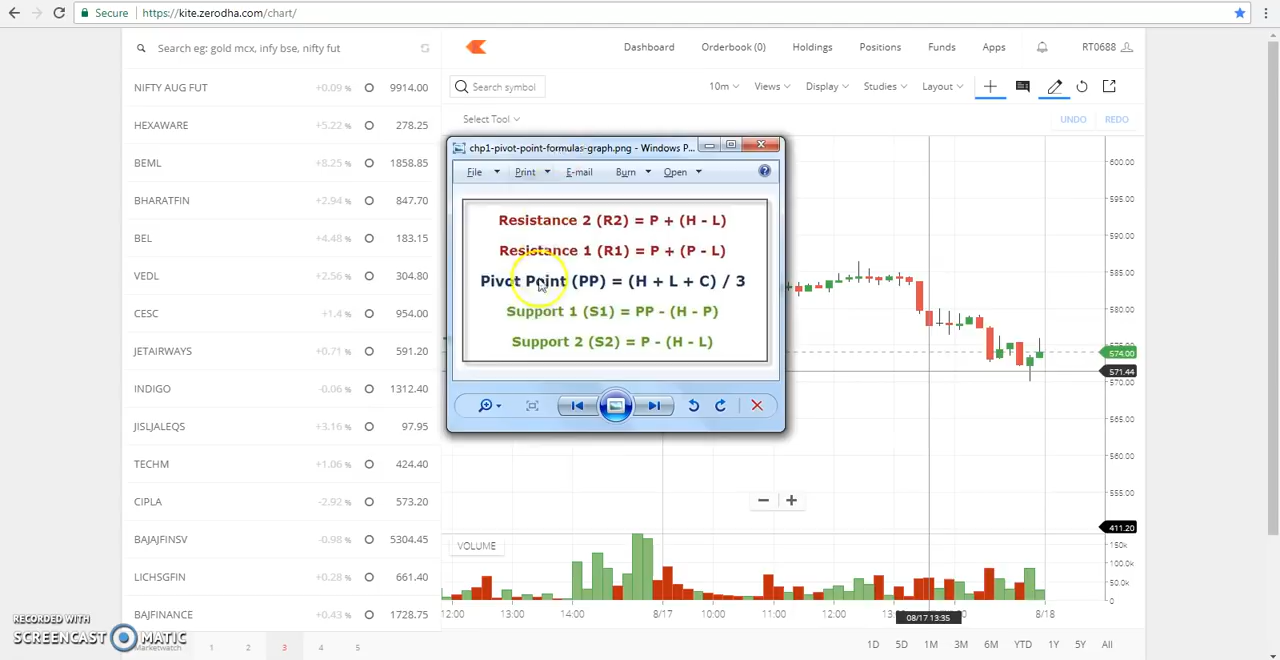 Secure https://kite.zerodha.com/chart/
Search eg: gold mcx, infy bse, nifty fut
Dashboard Orderbook (0) Holdings Positions Funds Apps RT0688
NIFTY AUG FUT +0.09 % 9914.00
HEXAWARE +5.22 % 278.25
BEML +8.25 % 1858.85
BHARATFIN +2.94 % 847.70
BEL +4.48 % 183.15
VEDL +2.56 % 304.80
CESC +1.4 % 954.00
JETAIRWAYS +0.71 % 591.20
INDIGO -0.06 % 1312.40
JISLJALEQS +3.16 % 97.95
TECHM +1.06 % 424.40
CIPLA -2.92 % 573.20
BAJAJFINSV -0.98 % 5304.45
LICHSGFIN +0.28 % 661.40
BAJFINANCE +0.43 % 1728.75
Marketwatch 1 2 3 4 5
Search symbol 10m Views Display Studies Layout
Select Tool UNDO REDO
chp1-pivot-point-formulas-graph.png - Windows P...
File Print E-mail Burn Open
Resistance 2 (R2) = P + (H - L)
Resistance 1 (R1) = P + (P - L)
Pivot Point (PP) = (H + L + C) / 3
Support 1 (S1) = PP - (H - P)
Support 2 (S2) = P - (H - L)
600.00
595.00
590.00
585.00
580.00
574.00
571.44
570.00
565.00
560.00
555.00
411.20
VOLUME
150k
100.0k
50.0k
12:00 13:00 14:00 8/17 10:00 11:00 12:00 8/18
08/17 13:35
1D 5D 1M 3M 6M YTD 1Y 5Y All
RECORDED WITH
SCREENCAST MATIC